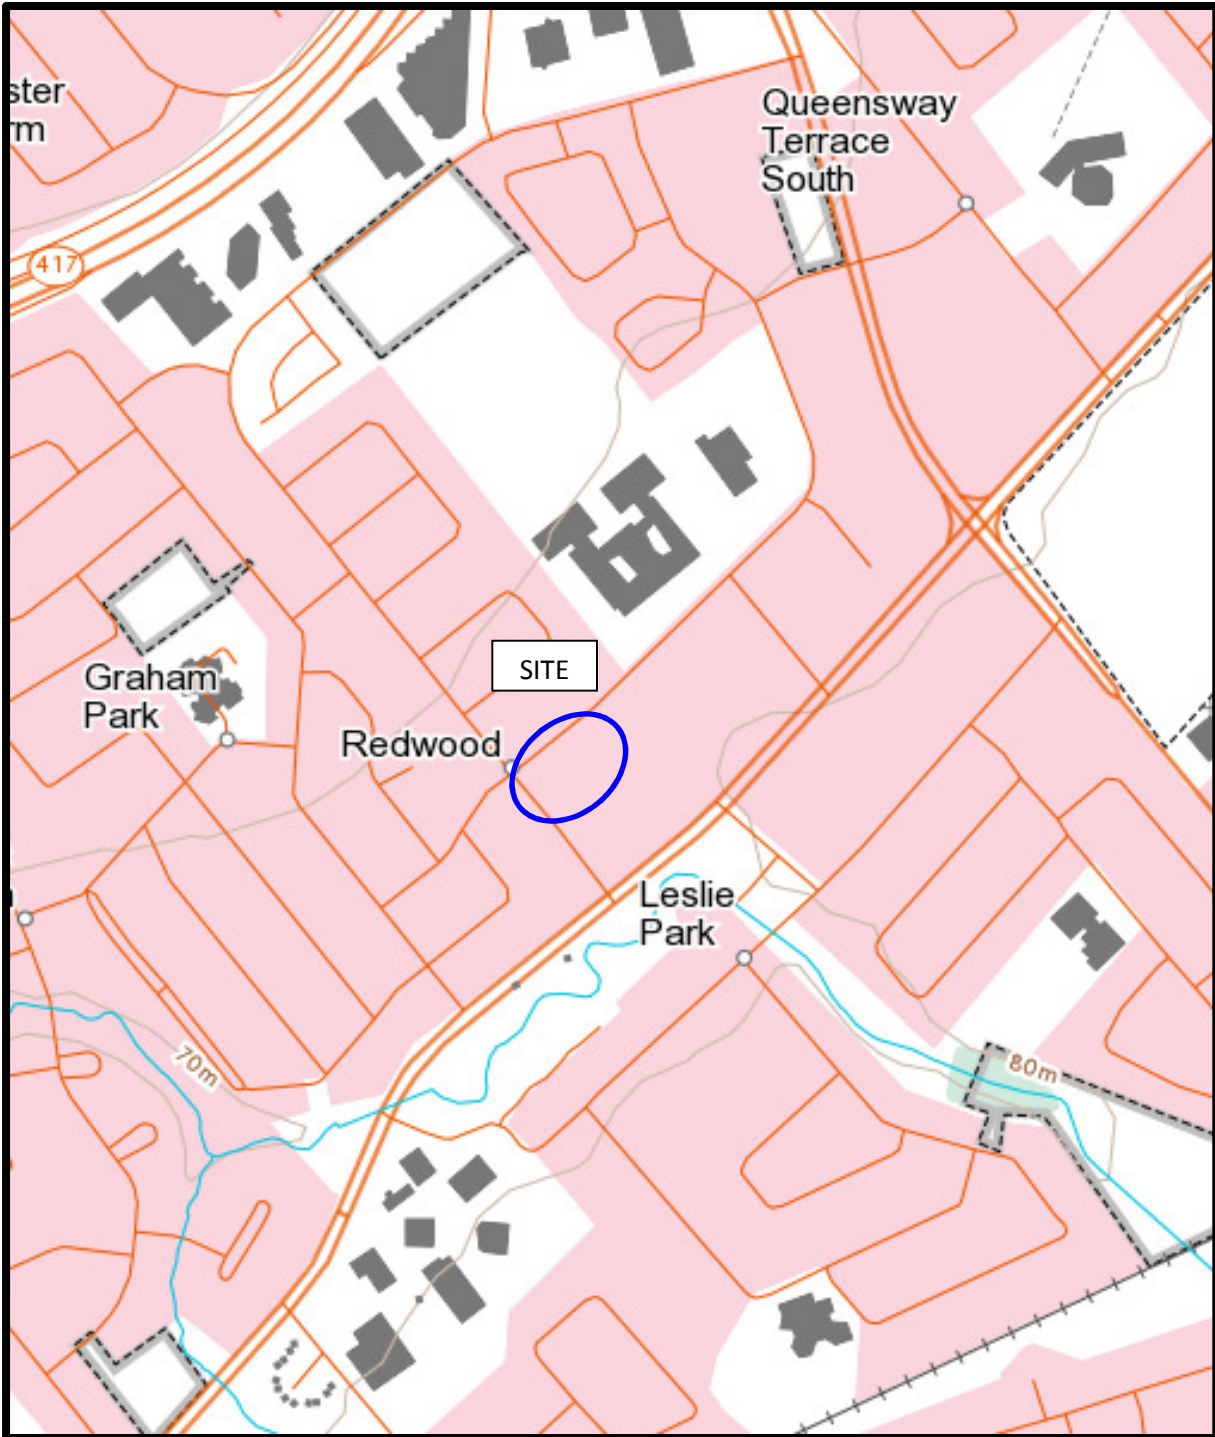 ster
rm
Queensway
Terrace
South
417
SITE
Graham
Park
Redwood
Leslie
Park
70m
80m